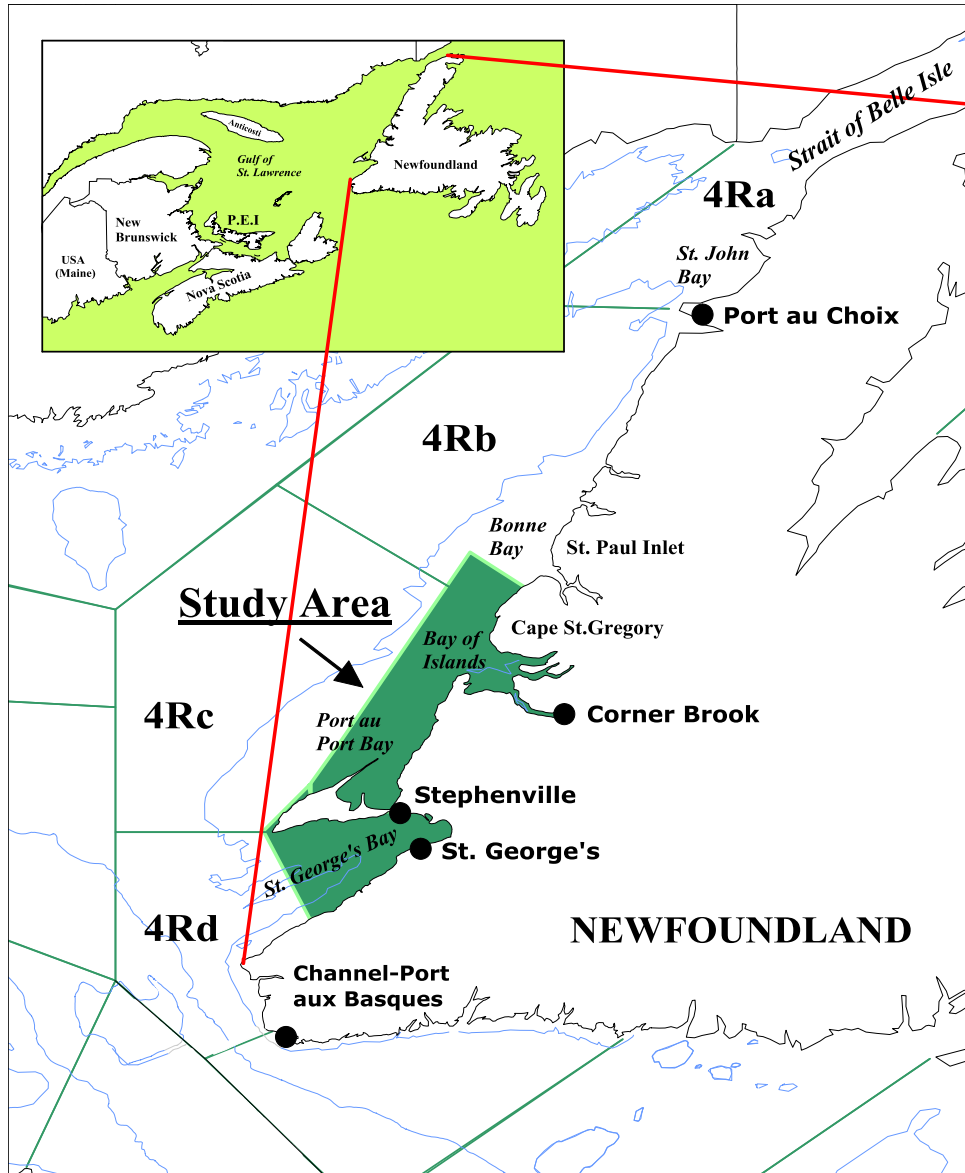 Strait of Belle Isle
Anticosti
Gulf of
St. Lawrence
Newfoundland
New
Brunswick
P.E.I
USA
(Maine)
Nova Scotia
4Ra
St. John
Bay
Port au Choix
4Rb
Bonne
Bay
St. Paul Inlet
Study Area
Cape St.Gregory
Bay of
Islands
4Rc
Corner Brook
Port au
Port Bay
Stephenville
St. George's Bay
St. George's
4Rd
NEWFOUNDLAND
Channel-Port
aux Basques